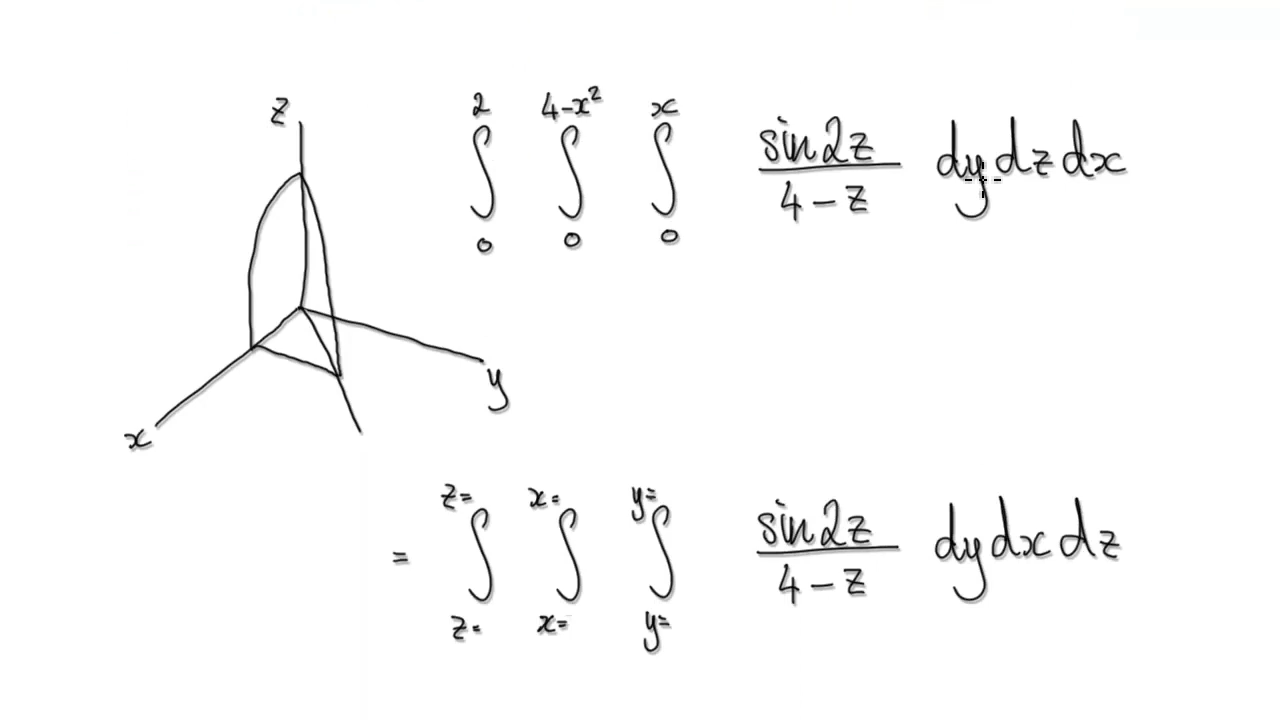 z
2 4-x² x
∫ ∫ ∫ sin2z / 4-z dy dz dx
0 0 0
y
x
z= x= y=
= ∫ ∫ ∫ sin2z / 4-z dy dx dz
z= x= y=